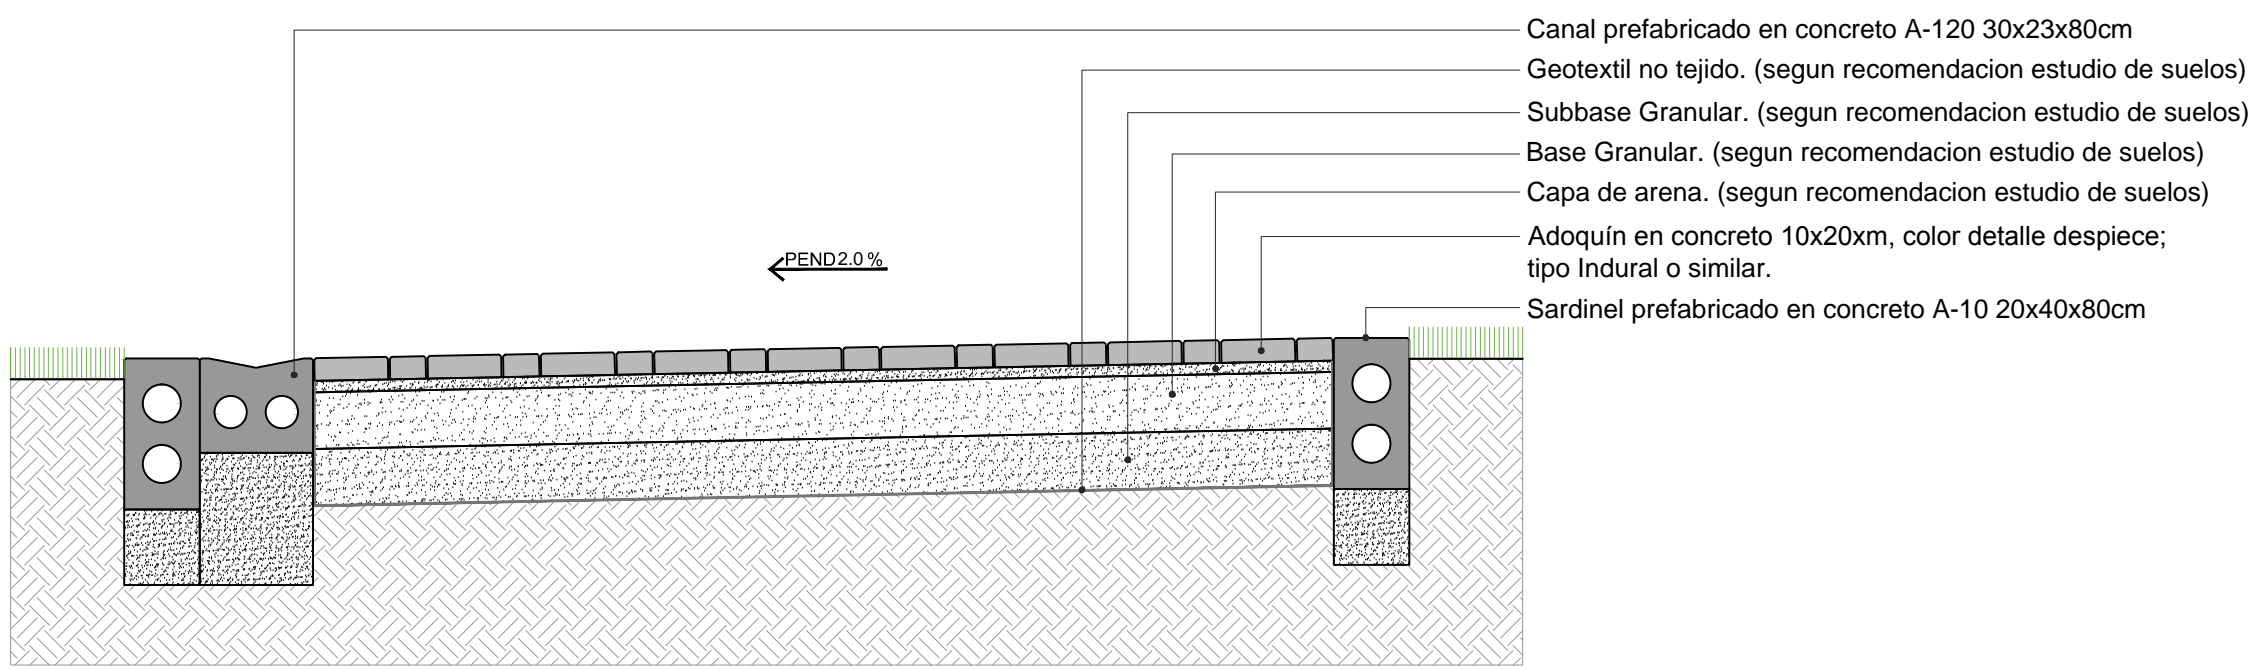 Canal prefabricado en concreto A-120 30x23x80cm
Geotextil no tejido. (segun recomendacion estudio de suelos)
Subbase Granular. (segun recomendacion estudio de suelos)
Base Granular. (segun recomendacion estudio de suelos)
Capa de arena. (segun recomendacion estudio de suelos)
Adoquín en concreto 10x20xm, color detalle despiece;
tipo Indural o similar.
Sardinel prefabricado en concreto A-10 20x40x80cm
PEND 2.0 %